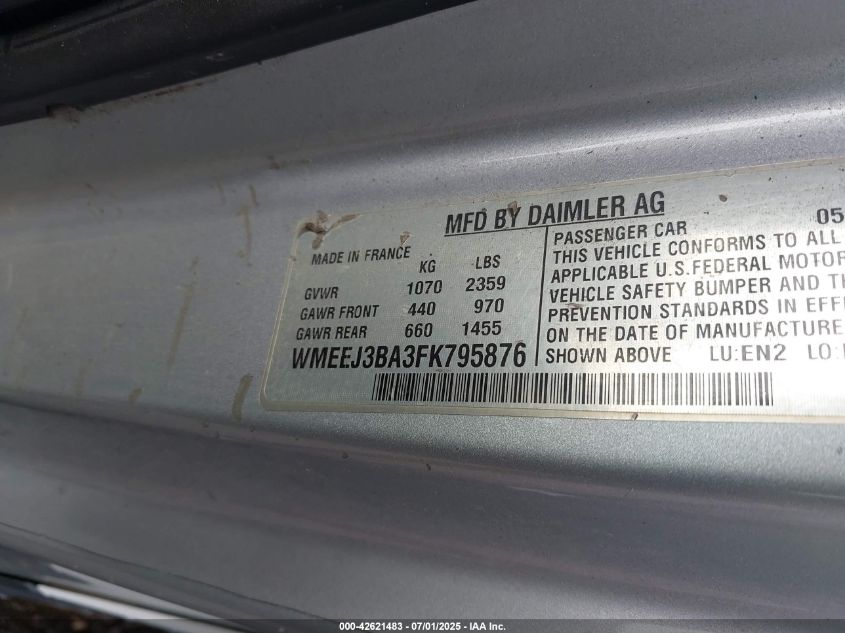 MFD BY DAIMLER AG
MADE IN FRANCE
KG LBS
GVWR 1070 2359
GAWR FRONT 440 970
GAWR REAR 660 1455
WMEEJ3BA3FK795876
05
PASSENGER CAR
THIS VEHICLE CONFORMS TO ALL
APPLICABLE U.S.FEDERAL MOTOR
VEHICLE SAFETY BUMPER AND
PREVENTION STANDARDS IN
ON THE DATE OF MANUFACTURE
SHOWN ABOVE LU:EN2 LO:
000-42621483 - 07/01/2025 - IAA Inc.